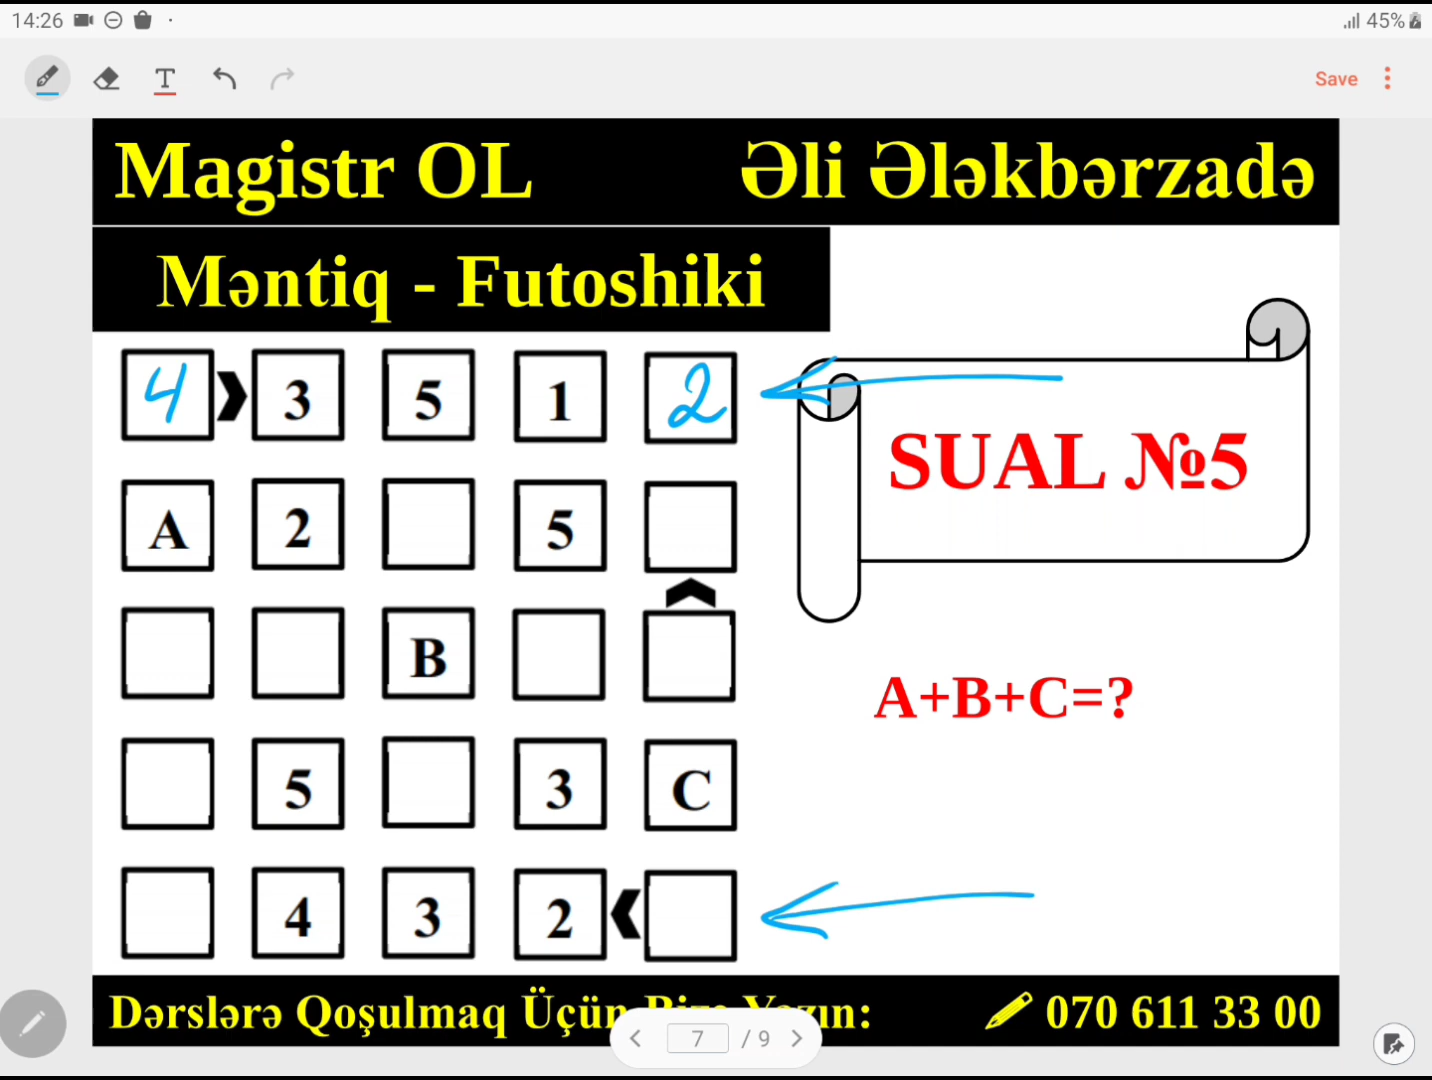 14:26
45%
T
Save
Magistr OL Əli Ələkbərzadə
Məntiq - Futoshiki
4 3 5 1 2
SUAL №5
A 2 5
B
A+B+C=?
5 3 C
4 3 2
Dərslərə Qoşulmaq Üçün 070 611 33 00
7 / 9